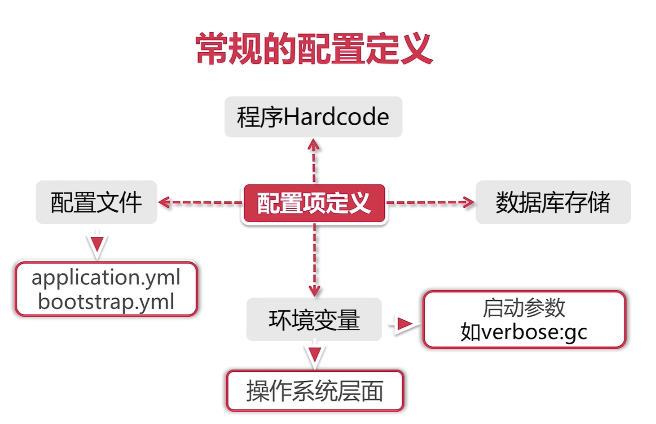 常规的配置定义
程序Hardcode
配置文件
配置项定义
数据库存储
application.yml
bootstrap.yml
环境变量
启动参数
如verbose:gc
操作系统层面